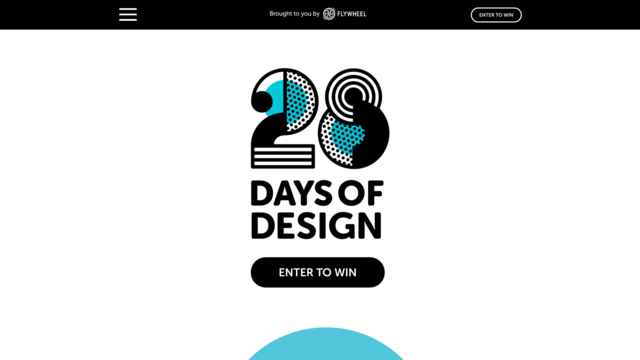 Brought to you by FLYWHEEL
ENTER TO WIN
28
DAYS OF
DESIGN
ENTER TO WIN